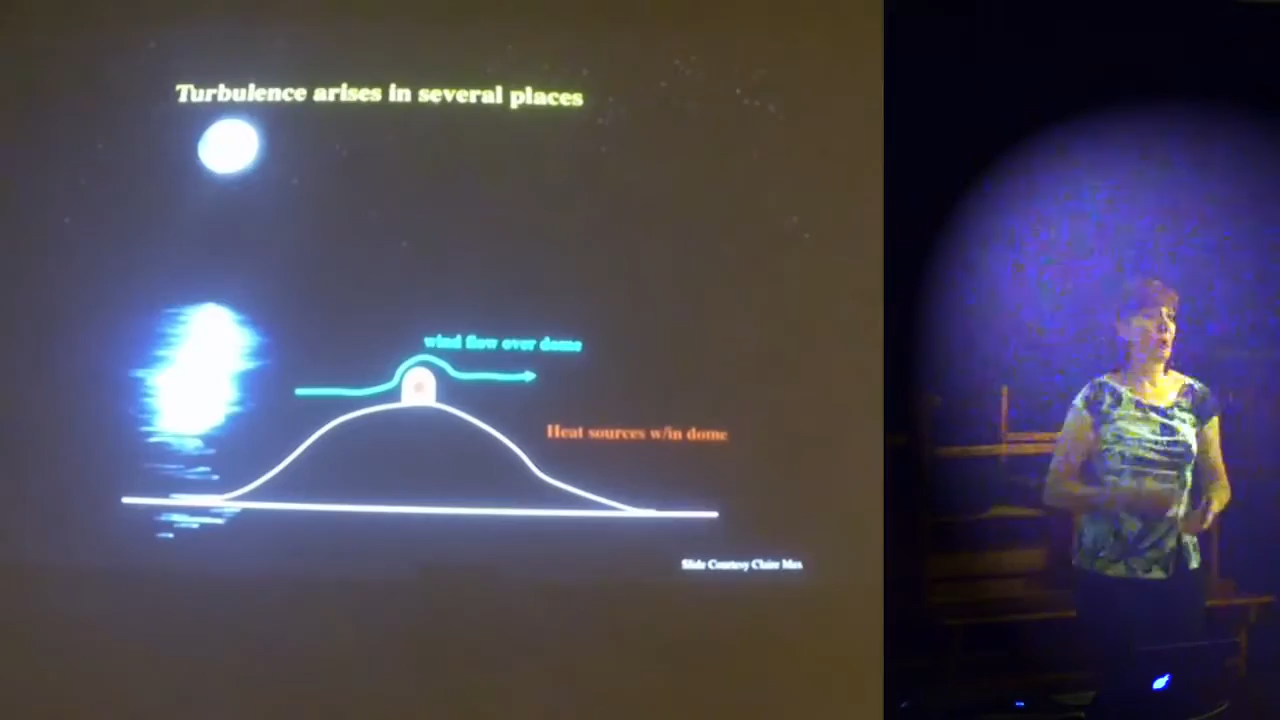 Turbulence arises in several places
wind flow over dome
Heat sources w/in dome
Slide Courtesy Claire Max